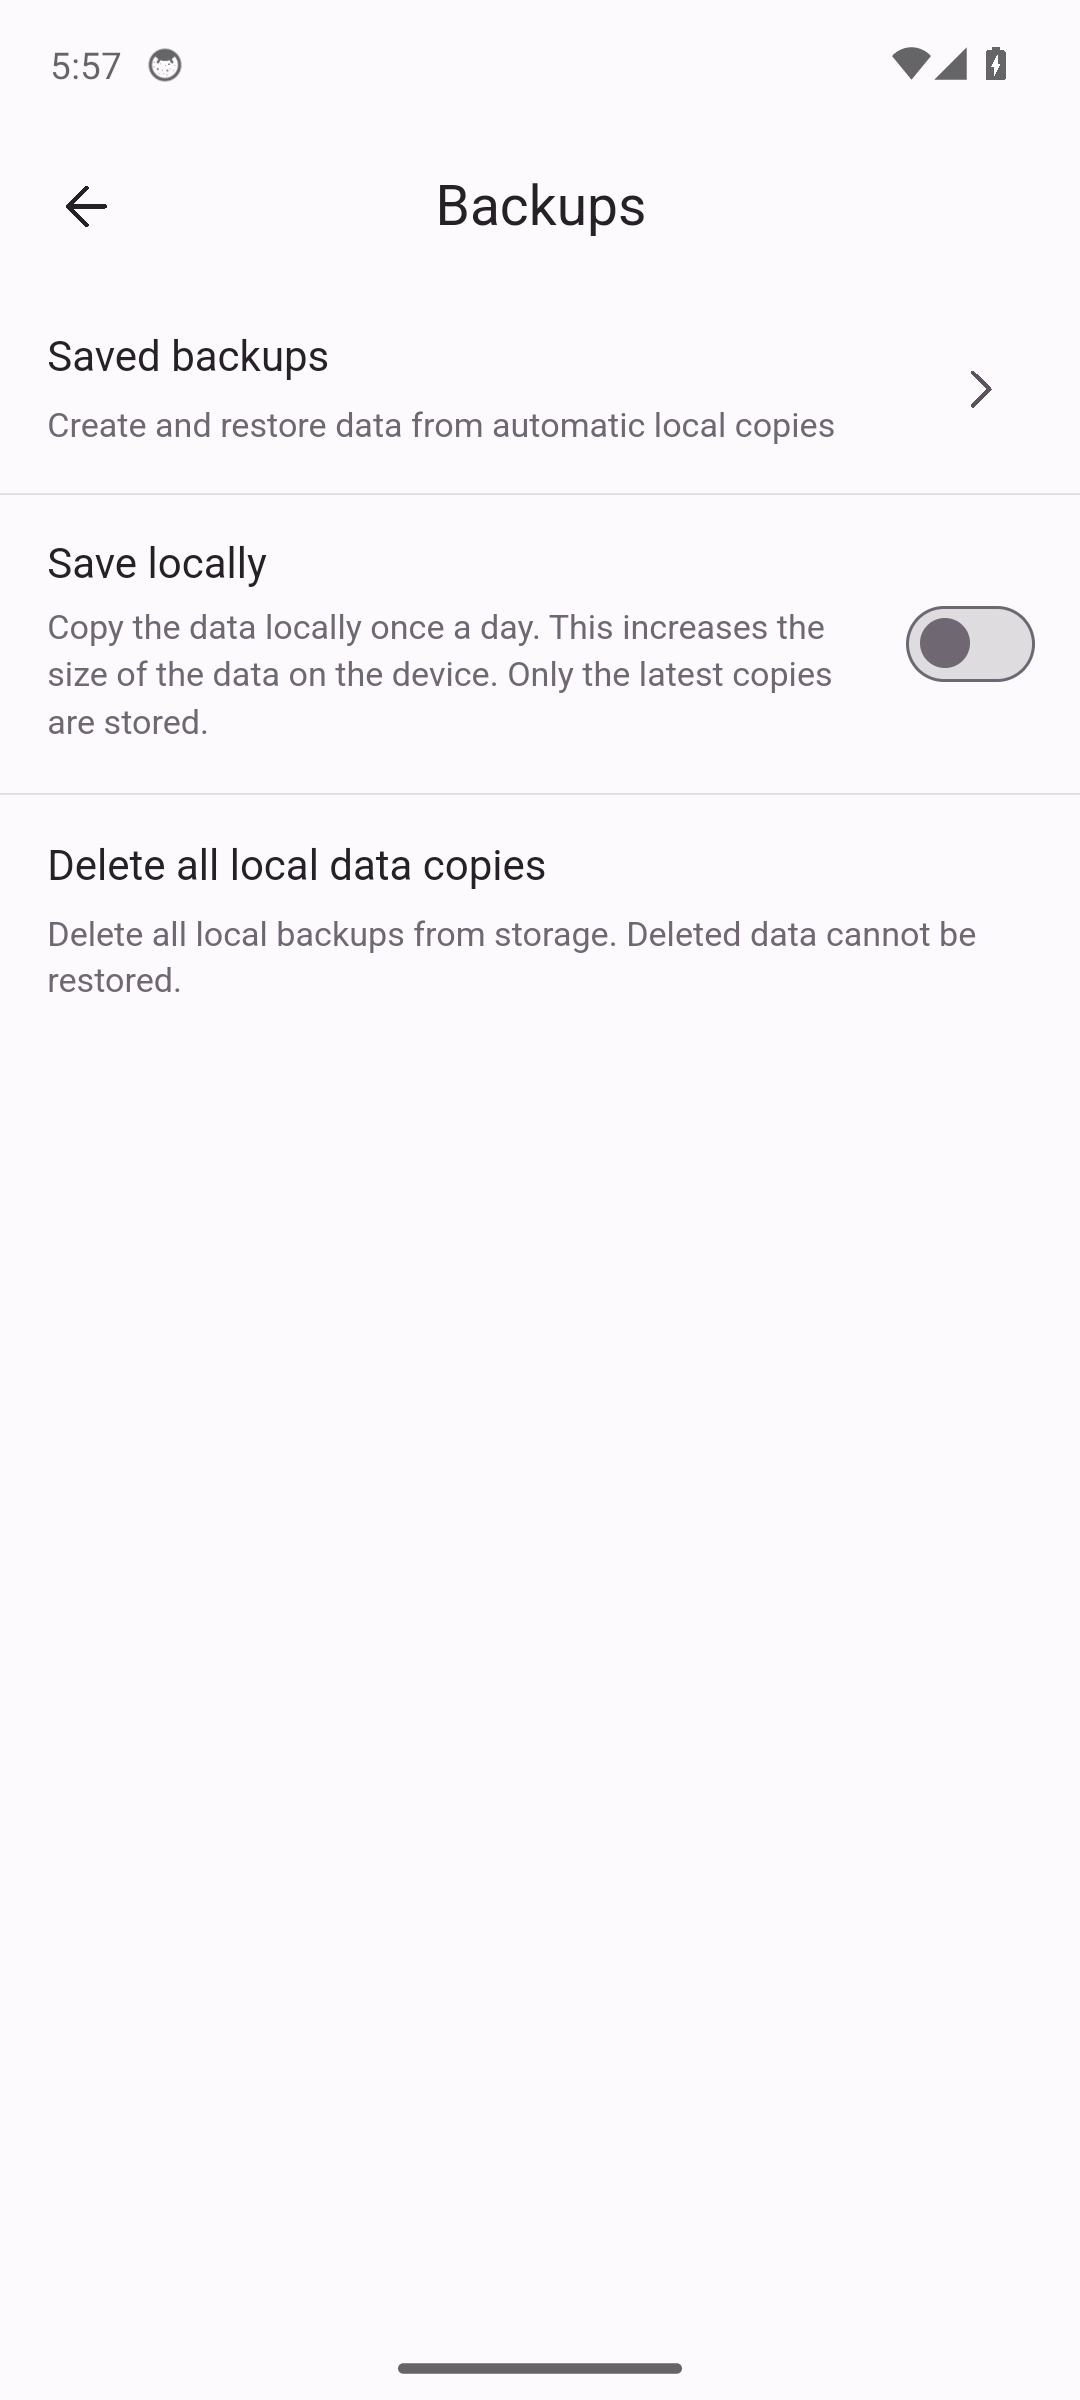 5:57
Backups
Saved backups
Create and restore data from automatic local copies
Save locally
Copy the data locally once a day. This increases the
size of the data on the device. Only the latest copies
are stored.
Delete all local data copies
Delete all local backups from storage. Deleted data cannot be
restored.